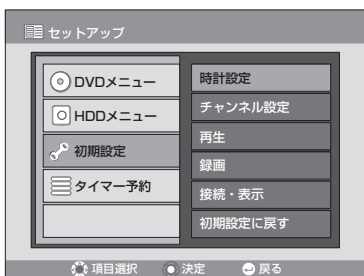 セットアップ
DVDメニュー
HDDメニュー
初期設定
タイマー予約
時計設定
チャンネル設定
再生
録画
接続・表示
初期設定に戻す
項目選択 決定 戻る